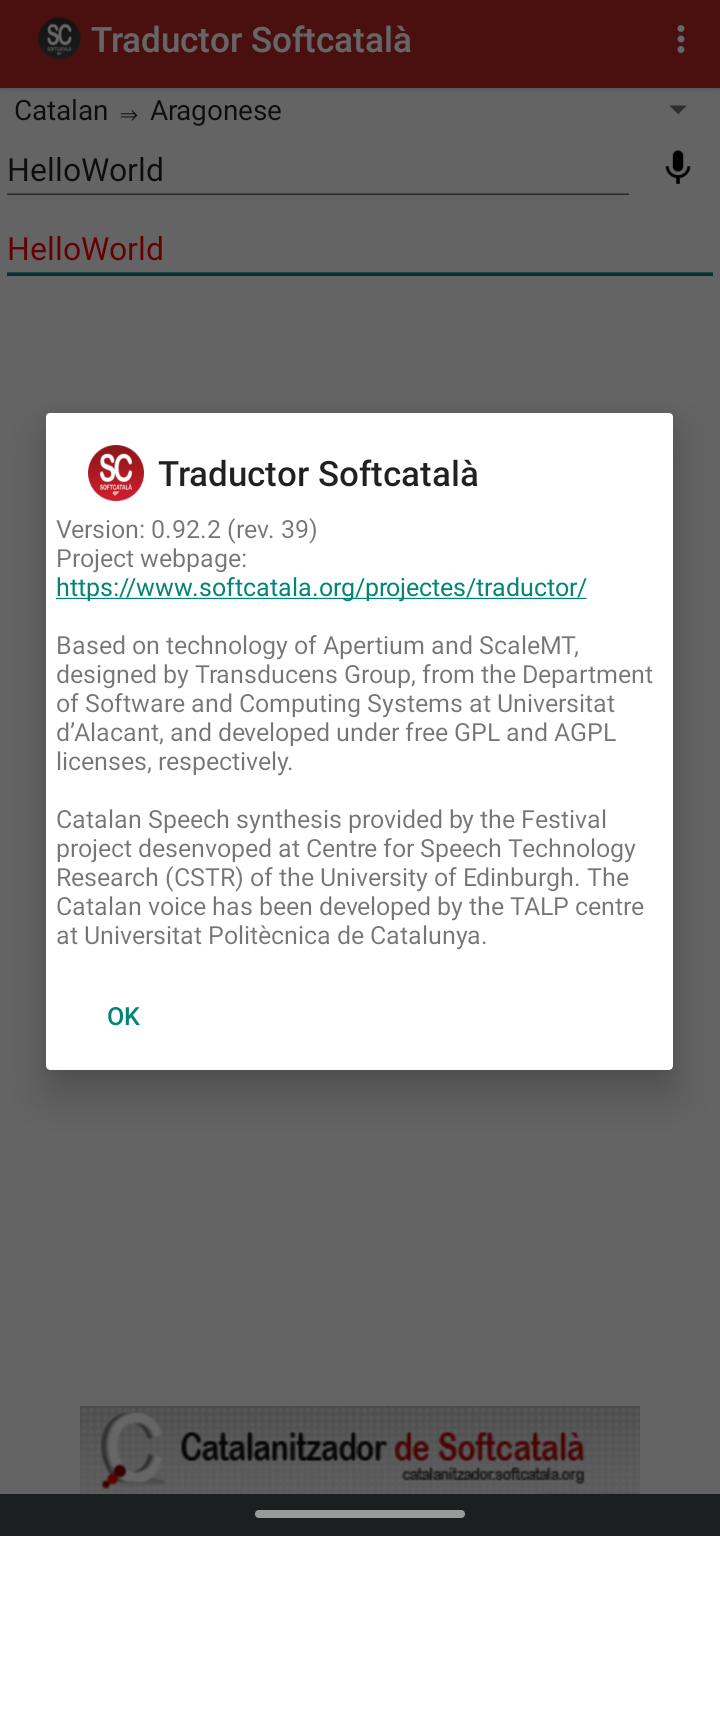 SC
SOFTCATALÀ
Traductor Softcatalà
Catalan ⇒ Aragonese
HelloWorld
HelloWorld
SC
SOFTCATALÀ
Traductor Softcatalà
Version: 0.92.2 (rev. 39)
Project webpage:
https://www.softcatala.org/projectes/traductor/
Based on technology of Apertium and ScaleMT,
designed by Transducens Group, from the Department
of Software and Computing Systems at Universitat
d’Alacant, and developed under free GPL and AGPL
licenses, respectively.
Catalan Speech synthesis provided by the Festival
project desenvoped at Centre for Speech Technology
Research (CSTR) of the University of Edinburgh. The
Catalan voice has been developed by the TALP centre
at Universitat Politècnica de Catalunya.
OK
Catalanitzador de Softcatalà
catalanitzador.softcatala.org